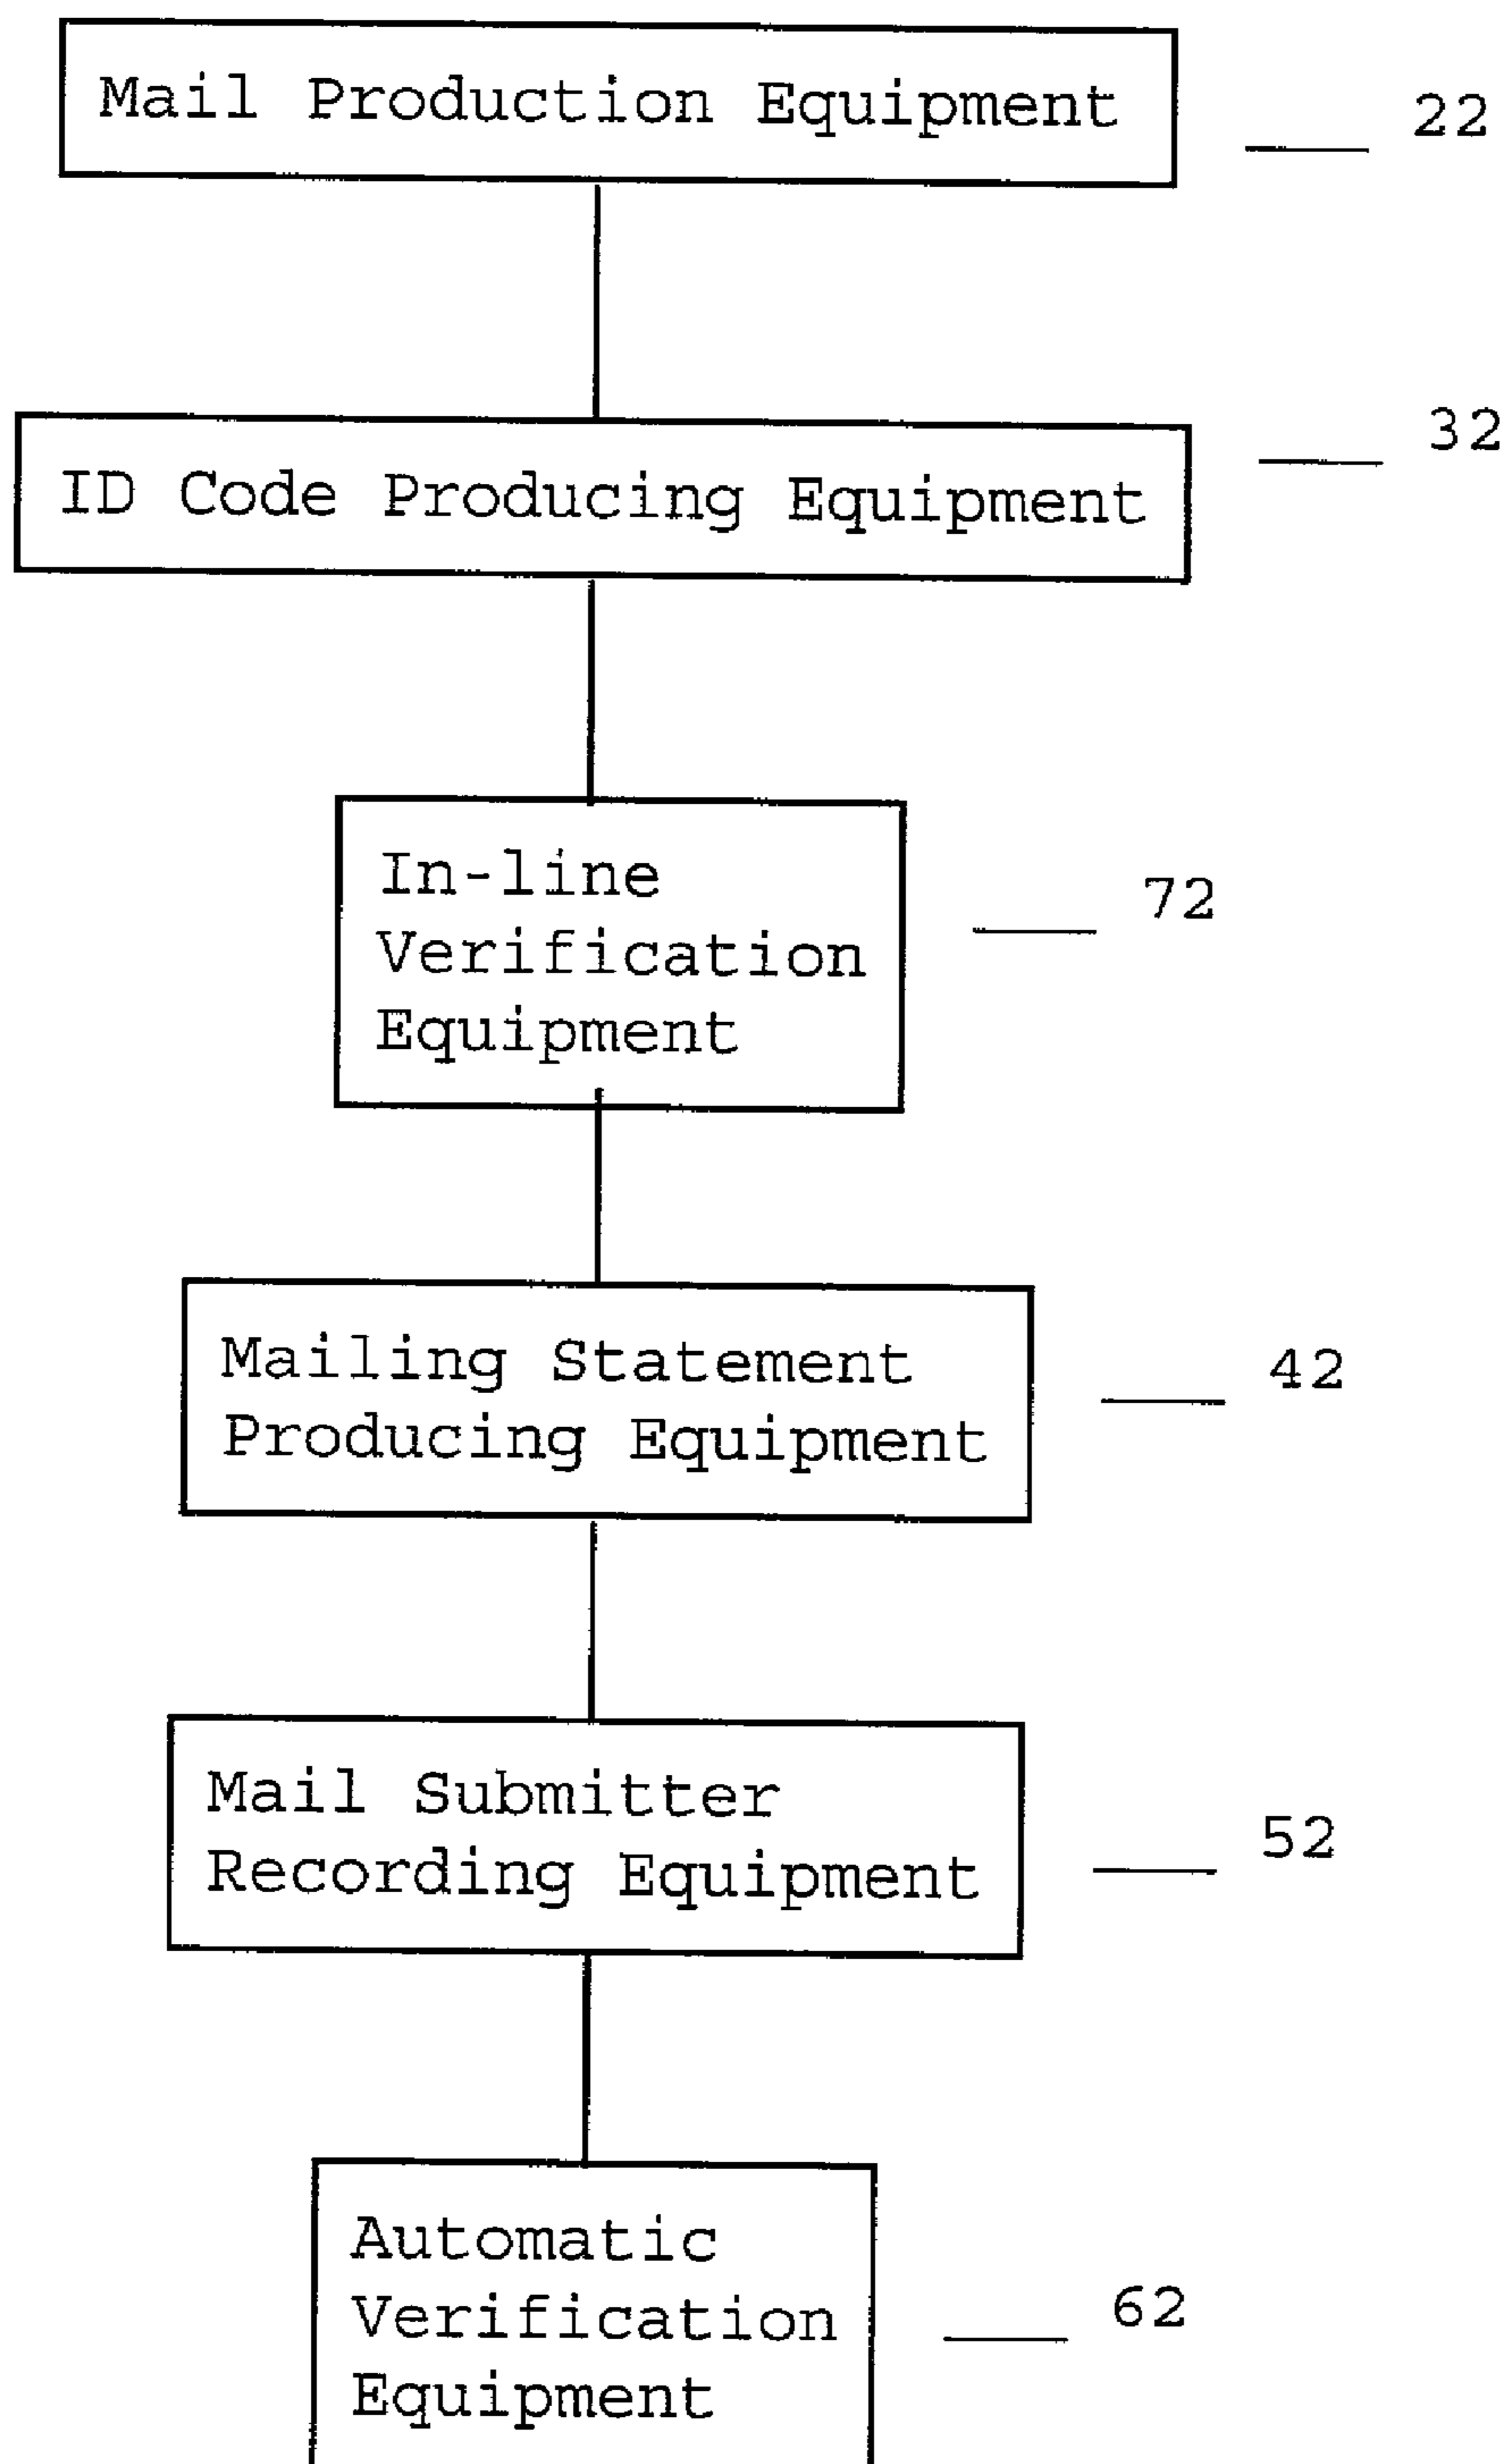 Mail Production Equipment
22
ID Code Producing Equipment
32
In-line
Verification
Equipment
72
Mailing Statement
Producing Equipment
42
Mail Submitter
Recording Equipment
52
Automatic
Verification
Equipment
62